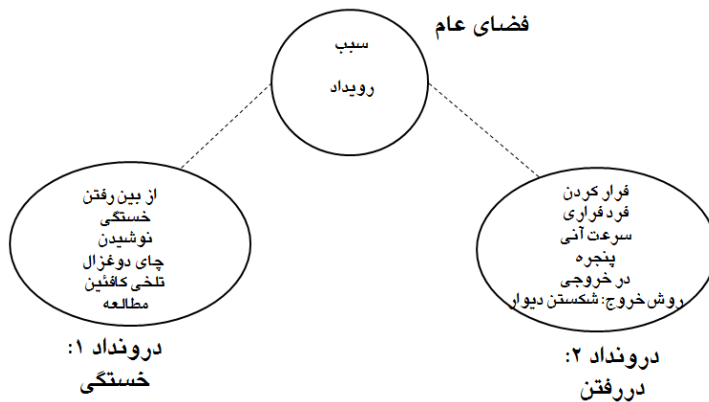 فضای عام
سبب
رویداد
فرار کردن
فرد فراری
سرعت آنی
پنجره
در خروجی
روش خروج: شکستن دیوار
از بین رفتن
خستگی
نوشیدن
چای دوغزال
تلخی کافئین
مطالعه
درونداد ۲:
دررفتن
درونداد ۱:
خستگی